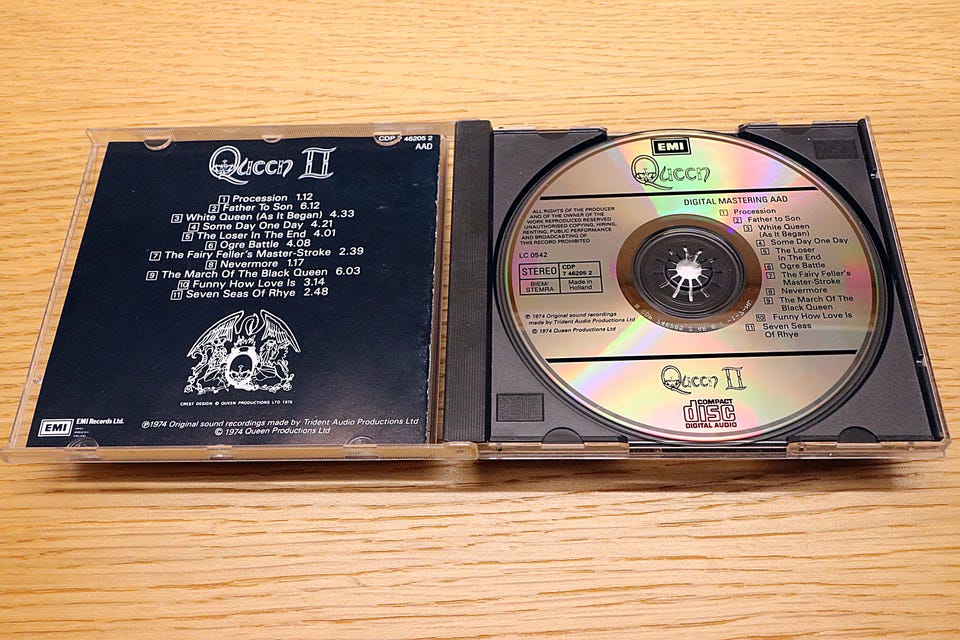 CDP 7 46205 2
AAD
Queen II
1 Procession 1.12
2 Father To Son 6.12
3 White Queen (As It Began) 4.33
4 Some Day One Day 4.21
5 The Loser In The End 4.01
6 Ogre Battle 4.08
7 The Fairy Feller's Master-Stroke 2.39
8 Nevermore 1.17
9 The March Of The Black Queen 6.03
10 Funny How Love Is 3.14
11 Seven Seas Of Rhye 2.48
CREST DESIGN © QUEEN PRODUCTIONS LTD 1975
EMI EMI Records Ltd.
℗1974 Original sound recordings made by Trident Audio Productions Ltd
© 1974 Queen Productions Ltd
EMI
Queen
DIGITAL MASTERING AAD
ALL RIGHTS OF THE PRODUCER
AND OF THE OWNER OF THE
WORK REPRODUCED RESERVED
UNAUTHORISED COPYING, HIRING,
RENTING, PUBLIC PERFORMANCE
AND BROADCASTING OF
THIS RECORD PROHIBITED
LC 0542
STEREO
CDP
7 46205 2
BIEM/
STEMRA
Made in
Holland
℗ 1974 Original sound recordings
made by Trident Audio Productions Ltd
© 1974 Queen Productions Ltd
1 Procession
2 Father to Son
3 White Queen
(As It Began)
4 Some Day One Day
5 The Loser
In The End
6 Ogre Battle
7 The Fairy Feller's
Master-Stroke
8 Nevermore
9 The March Of The
Black Queen
10 Funny How Love Is
11 Seven Seas
Of Rhye
Queen II
COMPACT
disc
DIGITAL AUDIO